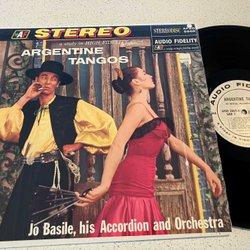 STEREO
a study in HIGH FIDELITY
ARGENTINE
TANGOS
STEREODISC
AUDIO FIDELITY
Jo Basile, his Accordion and Orchestra
AUDIO FIDELITY
ARGENTINE TANGOS